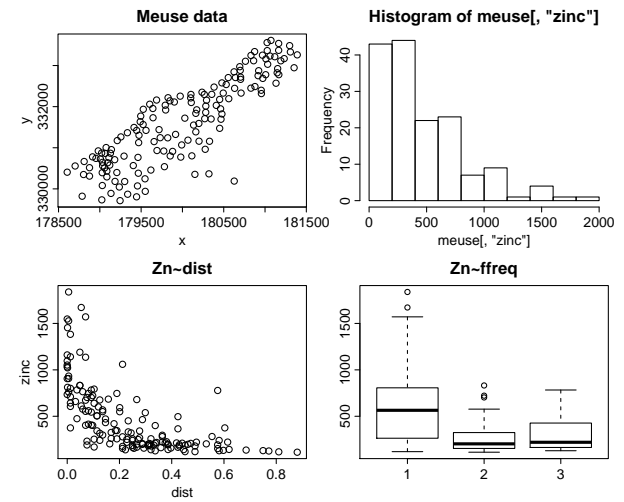 Meuse data
y
330000 332000
178500 179500 180500 181500
x
Histogram of meuse[, "zinc"]
Frequency
0 10 20 30 40
0 500 1000 1500 2000
meuse[, "zinc"]
Zn~dist
zinc
500 1000 1500
0.0 0.2 0.4 0.6 0.8
dist
Zn~ffreq
500 1000 1500
1 2 3